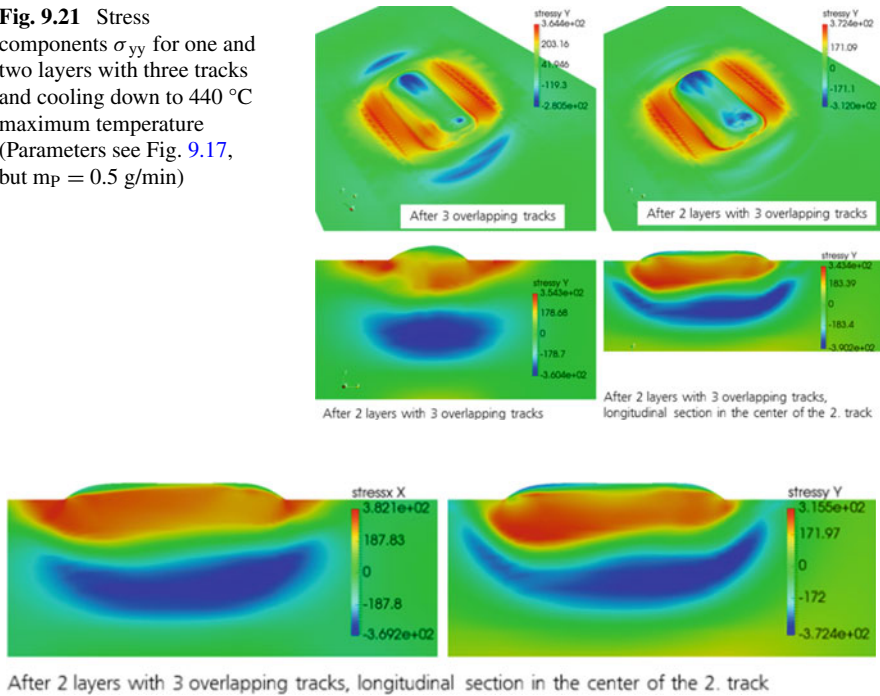 Fig. 9.21 Stress
components σyy for one and
two layers with three tracks
and cooling down to 440 °C
maximum temperature
(Parameters see Fig. 9.17,
but mP = 0.5 g/min)
stressy Y
3.644e+02
203.16
41.946
-119.3
-2.805e+02
After 3 overlapping tracks
stressy Y
3.724e+02
171.09
0
-171.1
-3.120e+02
After 2 layers with 3 overlapping tracks
stressy Y
3.543e+02
178.68
0
-178.7
-3.604e+02
After 2 layers with 3 overlapping tracks
stressy Y
3.434e+02
183.39
0
-183.4
-3.902e+02
After 2 layers with 3 overlapping tracks,
longitudinal section in the center of the 2. track
stressx X
3.821e+02
187.83
0
-187.8
-3.692e+02
stressy Y
3.155e+02
171.97
0
-172
-3.724e+02
After 2 layers with 3 overlapping tracks, longitudinal section in the center of the 2. track